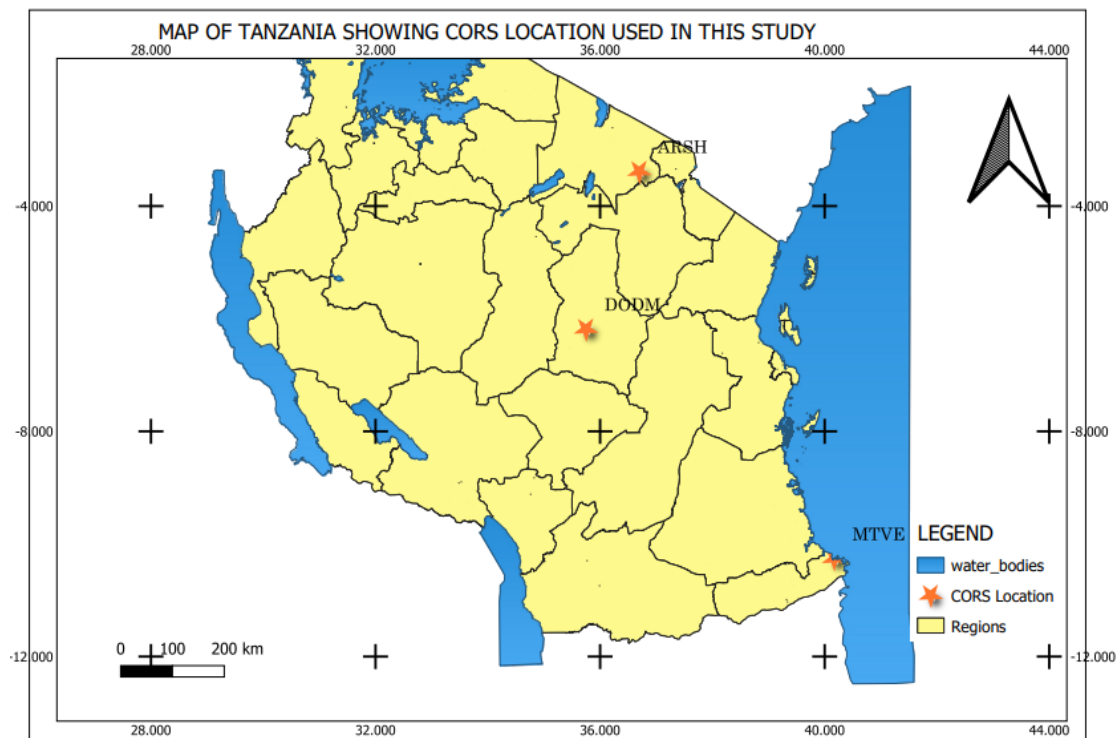 MAP OF TANZANIA SHOWING CORS LOCATION USED IN THIS STUDY
28.000 32.000 36.000 40.000 44.000
ARSH
-4.000 -4.000
DODM
-8.000 -8.000
MTVE
LEGEND
water_bodies
CORS Location
Regions
0 100 200 km
-12.000 -12.000
28.000 32.000 36.000 40.000 44.000